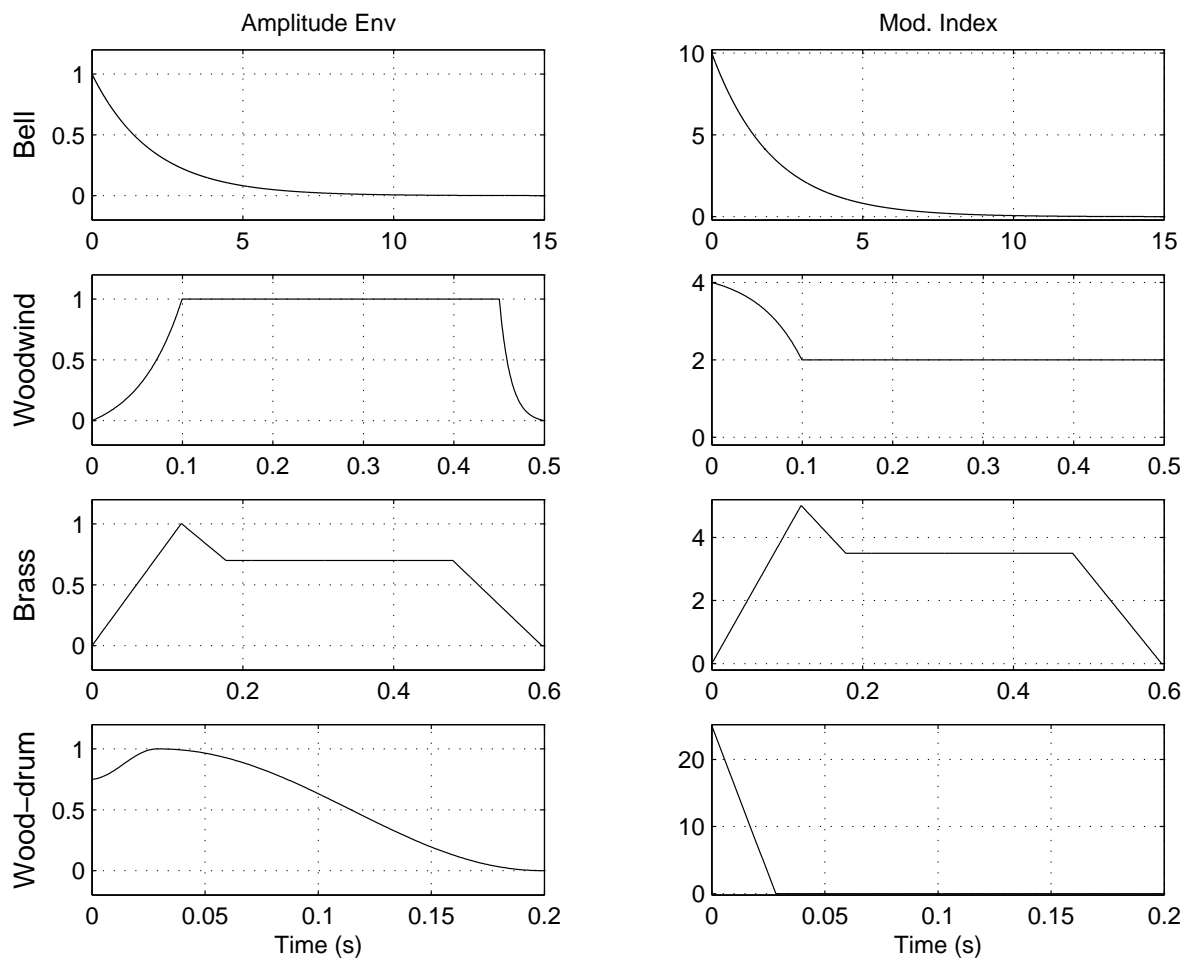 Amplitude Env
Mod. Index
Bell
1
0.5
0
0 5 10 15
10
5
0
0 5 10 15
Woodwind
1
0.5
0
0 0.1 0.2 0.3 0.4 0.5
4
2
0
0 0.1 0.2 0.3 0.4 0.5
Brass
1
0.5
0
0 0.2 0.4 0.6
4
2
0
0 0.2 0.4 0.6
Wood–drum
1
0.5
0
0 0.05 0.1 0.15 0.2
Time (s)
20
10
0
0 0.05 0.1 0.15 0.2
Time (s)